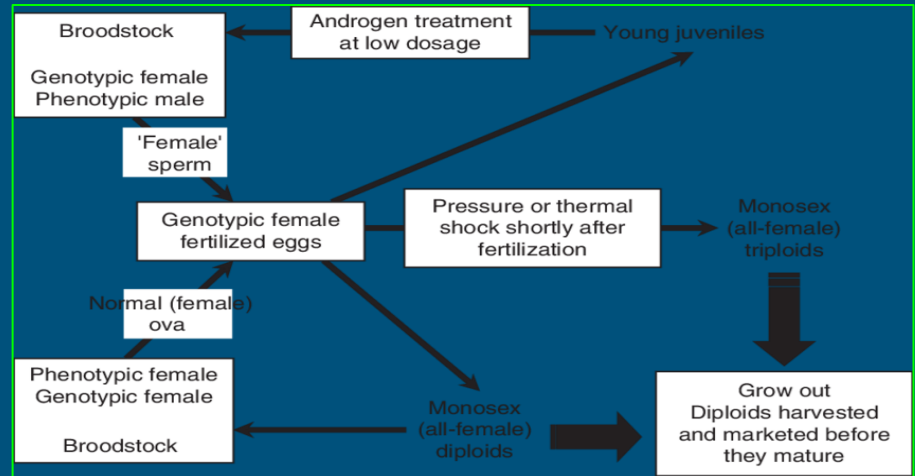 Broodstock
Genotypic female
Phenotypic male
Androgen treatment
at low dosage
Young juveniles
'Female'
sperm
Genotypic female
fertilized eggs
Pressure or thermal
shock shortly after
fertilization
Monosex
(all-female)
triploids
Normal (female)
ova
Phenotypic female
Genotypic female
Broodstock
Monosex
(all-female)
diploids
Grow out
Diploids harvested
and marketed before
they mature